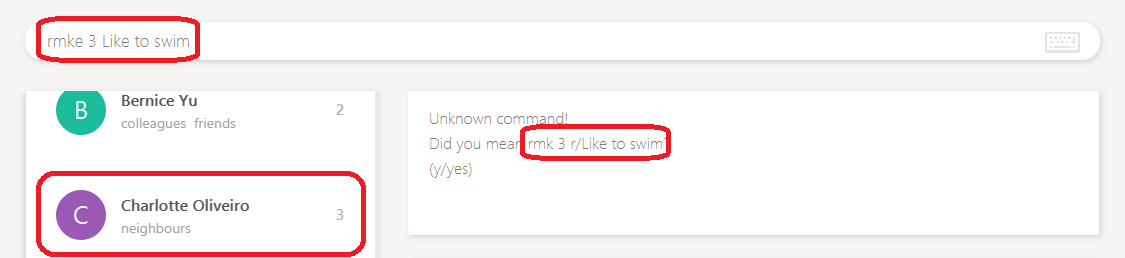 rmke 3 Like to swim
B
Bernice Yu
2
colleagues friends
C
Charlotte Oliveiro
3
neighbours
Unknown command!
Did you mean rmk 3 r/Like to swim?
(y/yes)